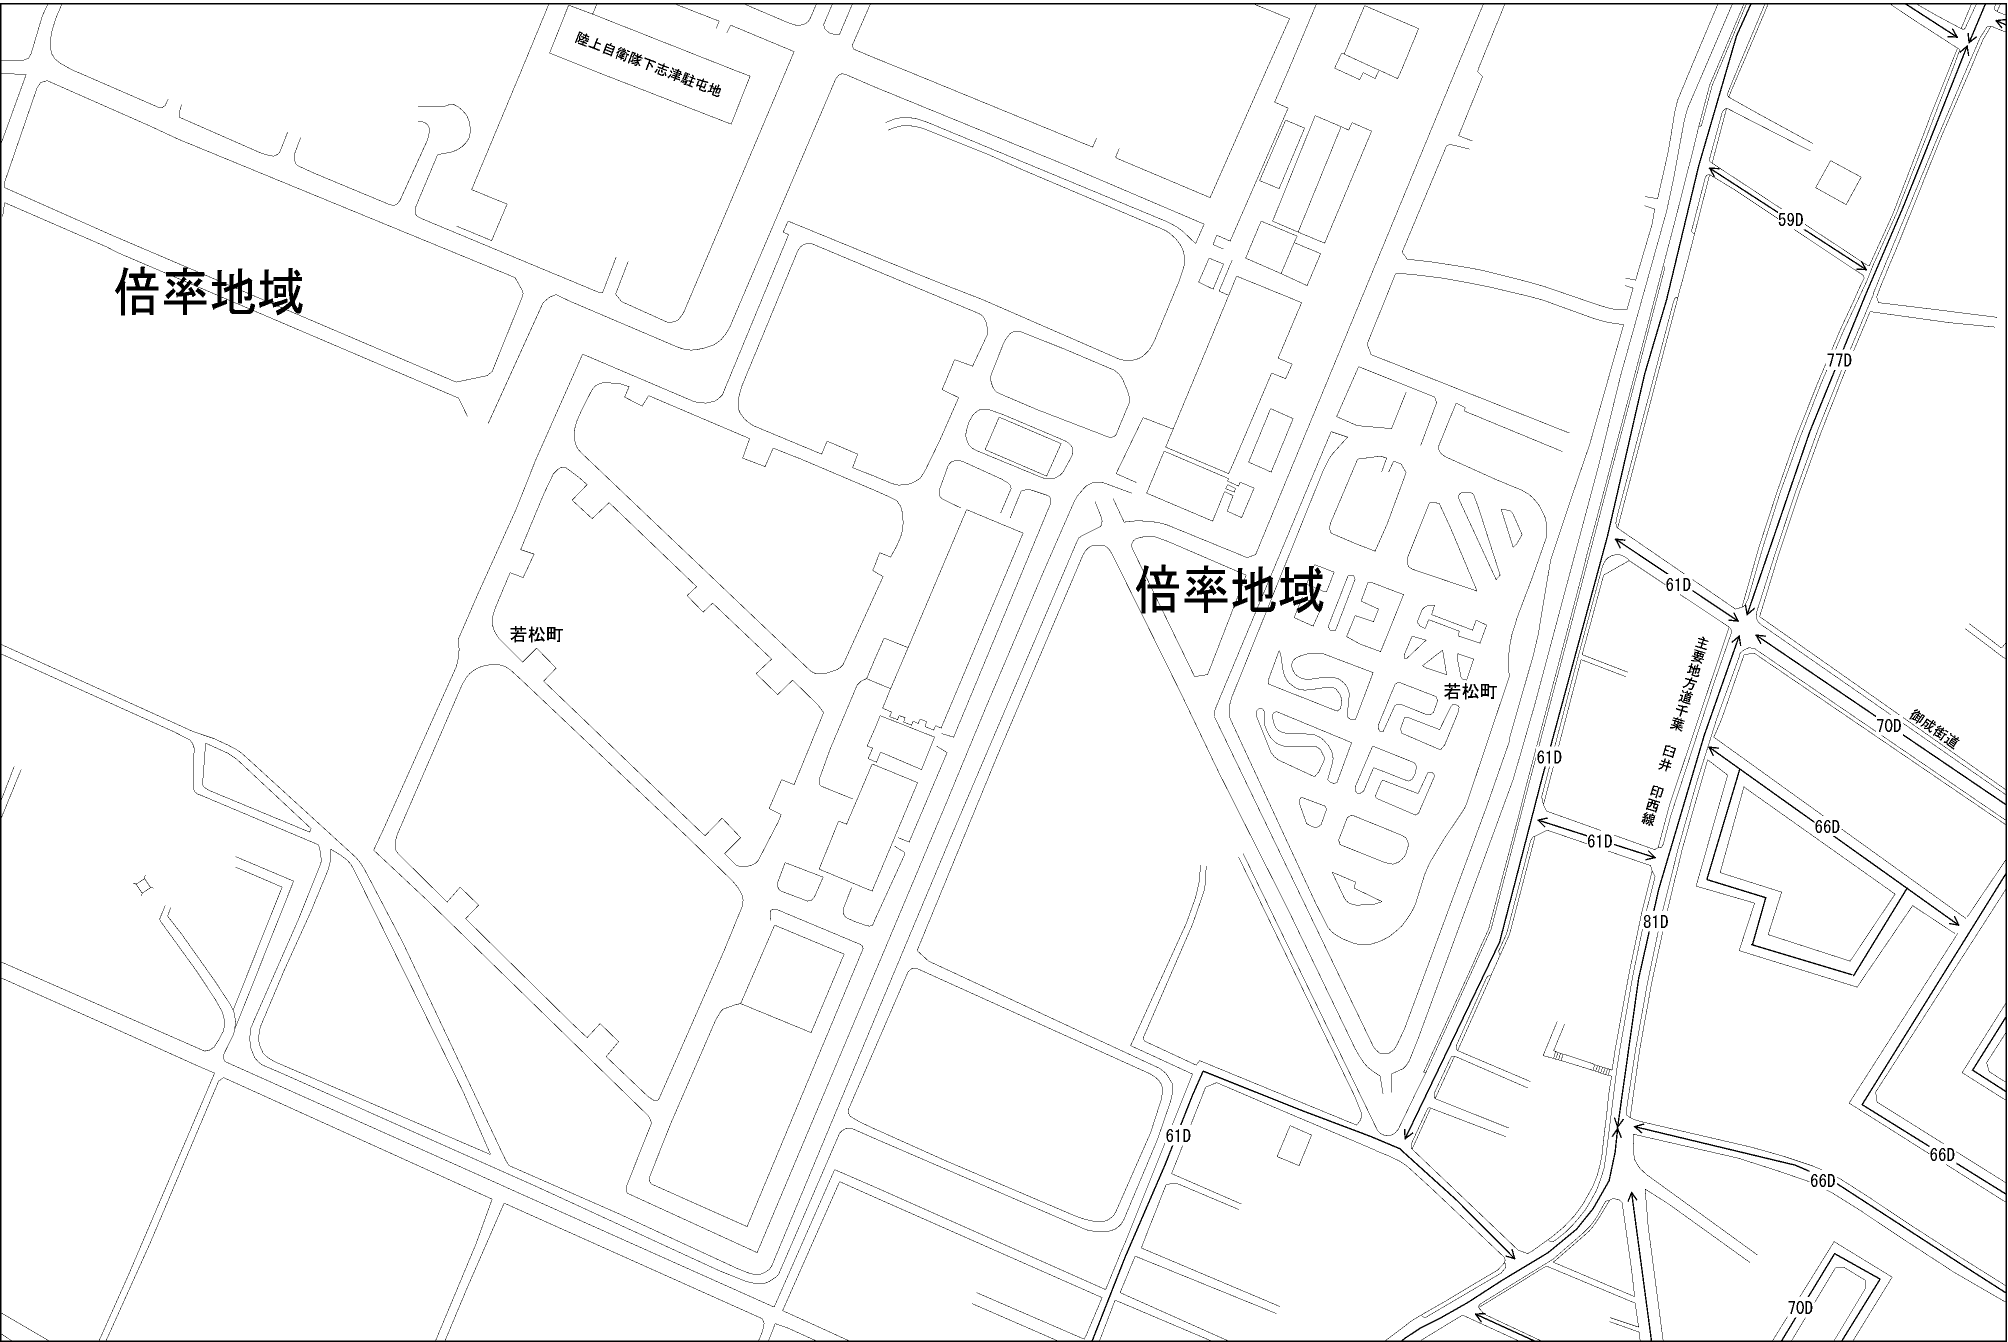 陸上自衛隊下志津駐屯地
59D
倍率地域
77D
倍率地域
61D
若松町
若松町
主要地方道千葉 臼井 印西線
70D
御成街道
61D
66D
61D
81D
61D
66D
66D
70D